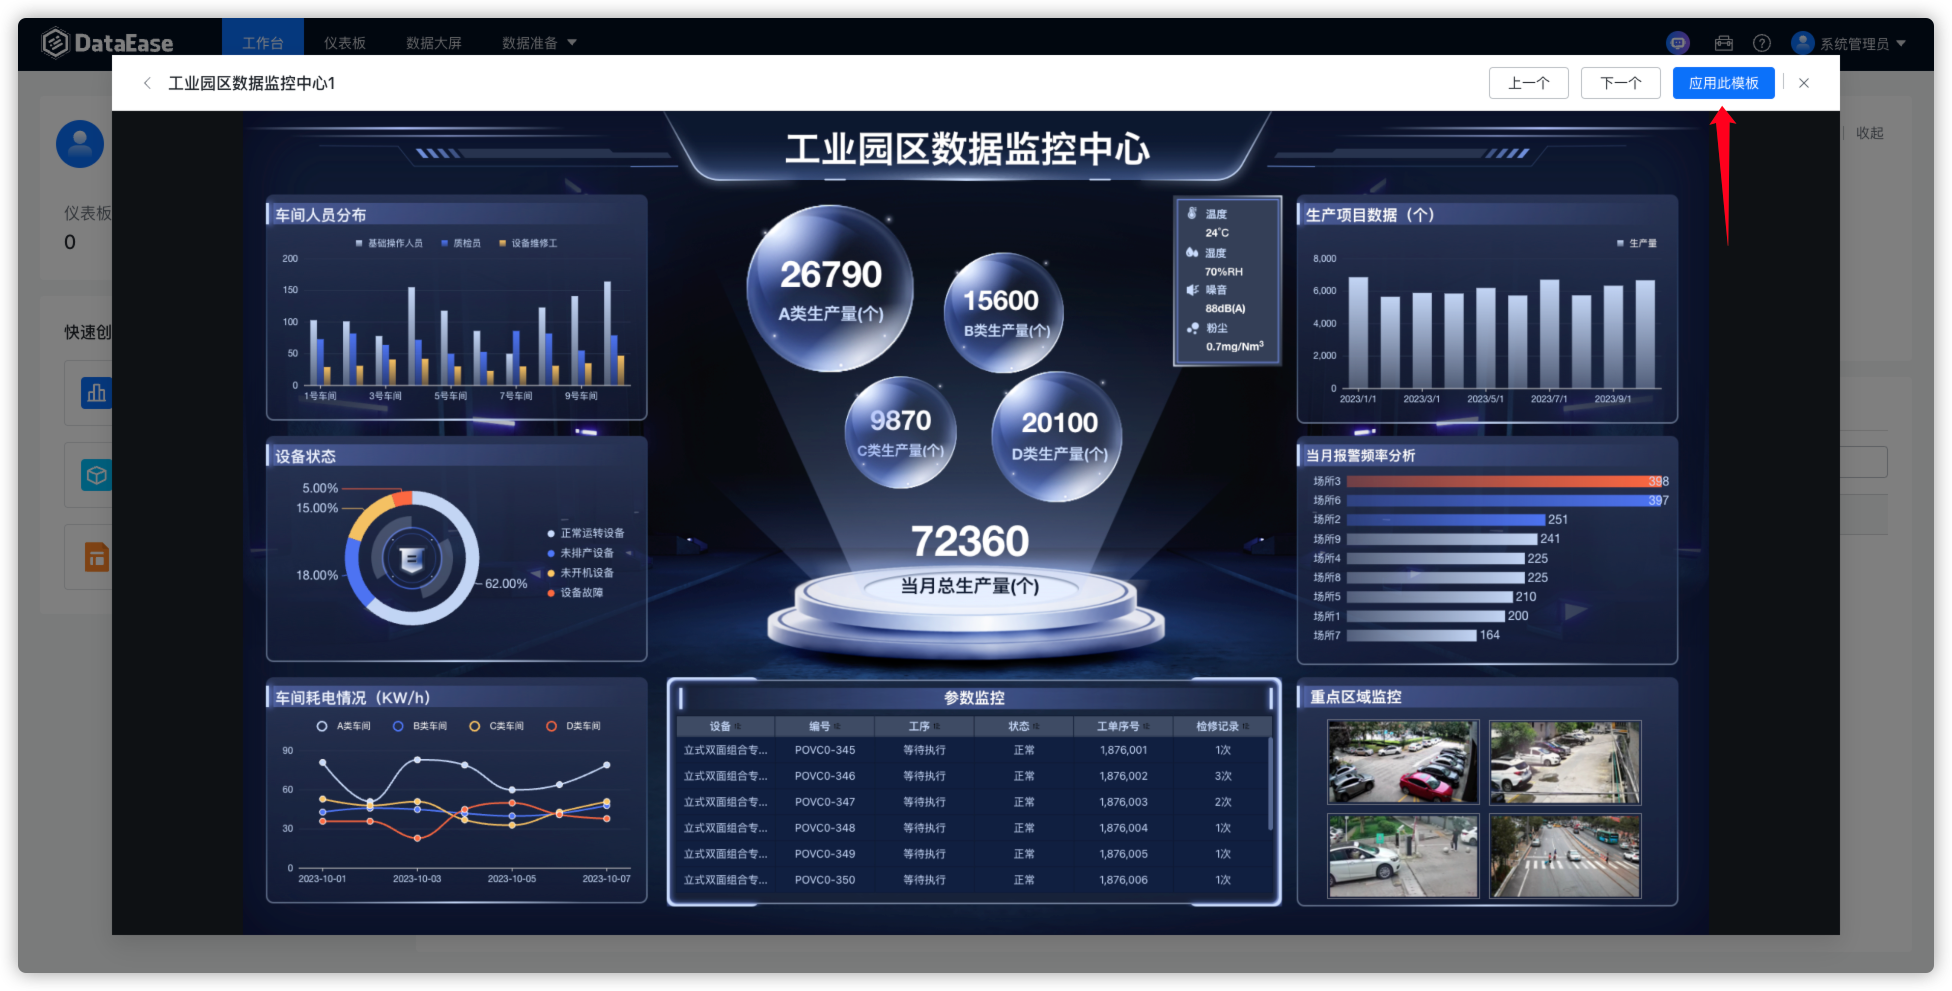 DataEase
工作台 仪表板 数据大屏 数据准备
系统管理员
工业园区数据监控中心1
上一个 下一个 应用此模板
收起
仪表板
0
快速创
工业园区数据监控中心
车间人员分布
基础操作人员 质检员 设备维修工
200
150
100
50
0
1号车间 3号车间 5号车间 7号车间 9号车间
设备状态
5.00%
15.00%
18.00%
62.00%
正常运转设备
未排产设备
未开机设备
设备故障
车间耗电情况（KW/h）
A类车间 B类车间 C类车间 D类车间
90
60
30
0
2023-10-01 2023-10-03 2023-10-05 2023-10-07
26790
A类生产量(个)
15600
B类生产量(个)
9870
C类生产量(个)
20100
D类生产量(个)
72360
当月总生产量(个)
温度
24°C
湿度
70%RH
噪音
88dB(A)
粉尘
0.7mg/Nm³
参数监控
设备 编号 工序 状态 工单序号 检修记录
立式双面组合专... POVC0-345 等待执行 正常 1,876,001 1次
立式双面组合专... POVC0-346 等待执行 正常 1,876,002 3次
立式双面组合专... POVC0-347 等待执行 正常 1,876,003 2次
立式双面组合专... POVC0-348 等待执行 正常 1,876,004 1次
立式双面组合专... POVC0-349 等待执行 正常 1,876,005 1次
立式双面组合专... POVC0-350 等待执行 正常 1,876,006 1次
生产项目数据（个）
生产量
8,000
6,000
4,000
2,000
0
2023/1/1 2023/3/1 2023/5/1 2023/7/1 2023/9/1
当月报警频率分析
场所3 398
场所6 397
场所2 251
场所9 241
场所4 225
场所8 225
场所5 210
场所1 200
场所7 164
重点区域监控